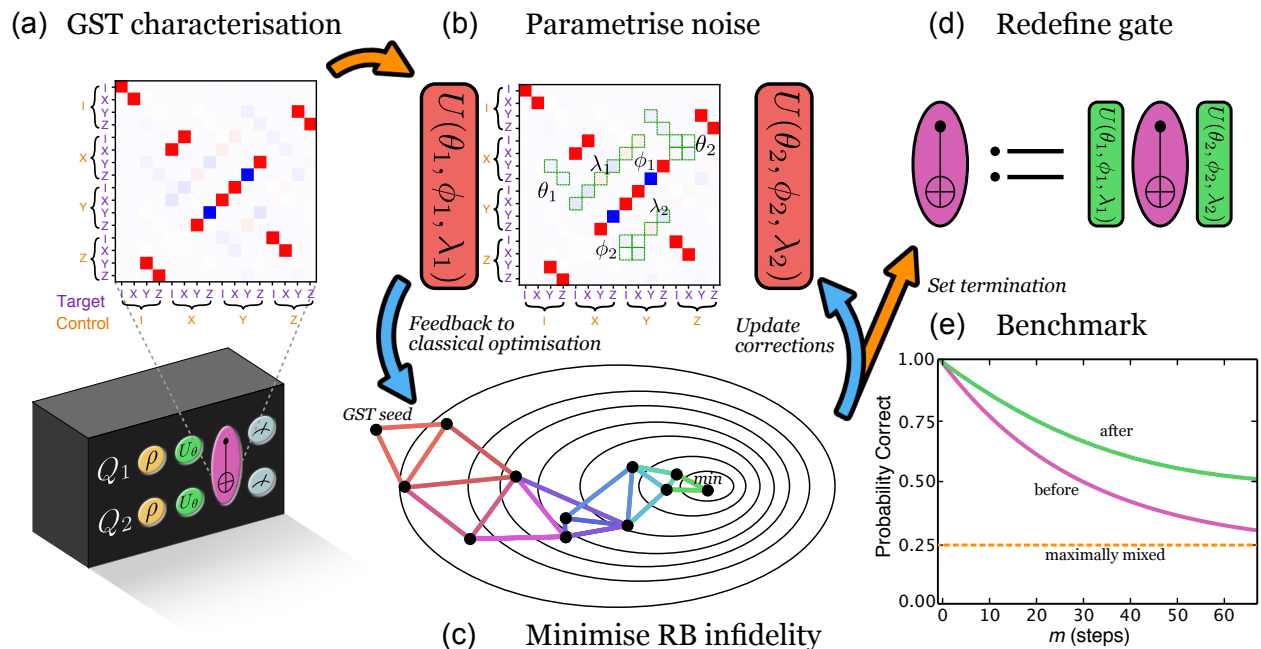 (a) GST characterisation
I
X
Y
Z
I
X
Y
Z
I
X
Y
Z
I
X
Y
Z
I
X
Y
Z
I X Y Z I X Y Z I X Y Z I X Y Z
Target
Control
I X Y Z
Q₁ ρ U_θ
Q₂ ρ U_θ
(b) Parametrise noise
U(θ₁, ϕ₁, λ₁)
I
X
Y
Z
I
X
Y
Z
I
X
Y
Z
I
X
Y
Z
I
X
Y
Z
θ₂
λ₁ ϕ₁
θ₁
λ₂
ϕ₂
I X Y Z I X Y Z I X Y Z I X Y Z
I X Y Z
U(θ₂, ϕ₂, λ₂)
Feedback to
classical optimisation
Update
corrections
GST seed
min
(c) Minimise RB infidelity
(d) Redefine gate
U(θ₁, ϕ₁, λ₁)
U(θ₂, ϕ₂, λ₂)
Set termination
(e) Benchmark
Probability Correct
1.00
0.75
0.50
0.25
0.00
after
before
maximally mixed
0 10 20 30 40 50 60
m (steps)